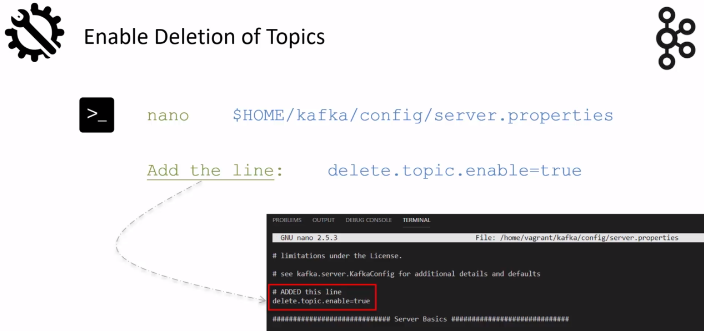 Enable Deletion of Topics
>_
nano $HOME/kafka/config/server.properties
Add the line: delete.topic.enable=true
PROBLEMS OUTPUT DEBUG CONSOLE TERMINAL
GNU nano 2.5.3 File: /home/vagrant/kafka/config/server.properties
# limitations under the License.
# see kafka.server.KafkaConfig for additional details and defaults
# ADDED this line
delete.topic.enable=true
############################# Server Basics #############################